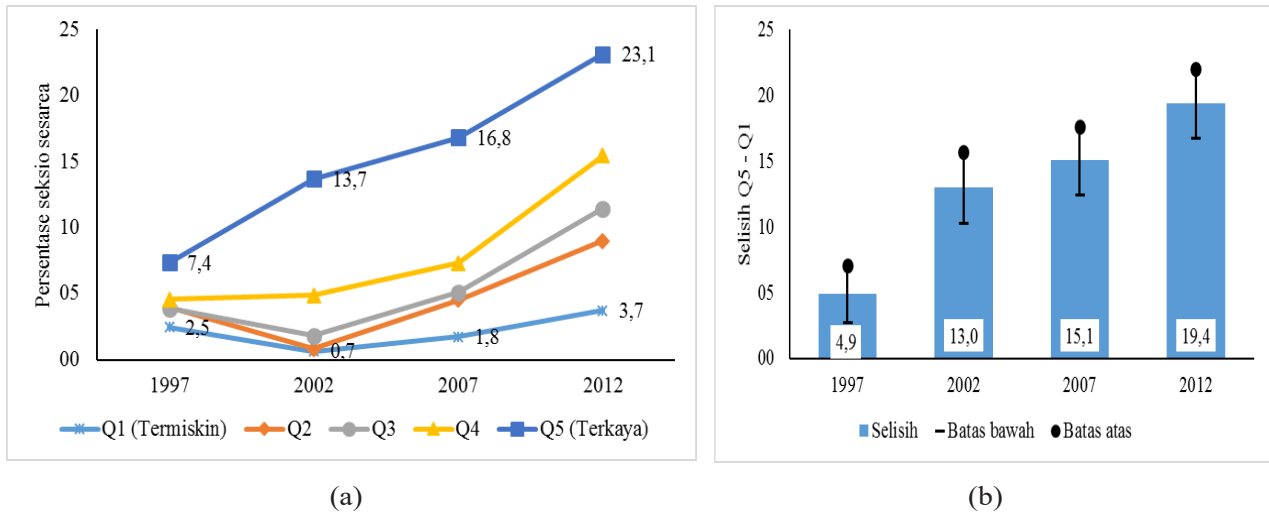 25
20
15
10
05
00
Persentase seksio sesarea
7,4
13,7
16,8
23,1
2,5
0,7
1,8
3,7
1997 2002 2007 2012
Q1 (Termiskin) Q2 Q3 Q4 Q5 (Terkaya)
(a)
25
20
15
10
05
00
Selisih Q5 - Q1
4,9 13,0 15,1 19,4
1997 2002 2007 2012
Selisih Batas bawah Batas atas
(b)